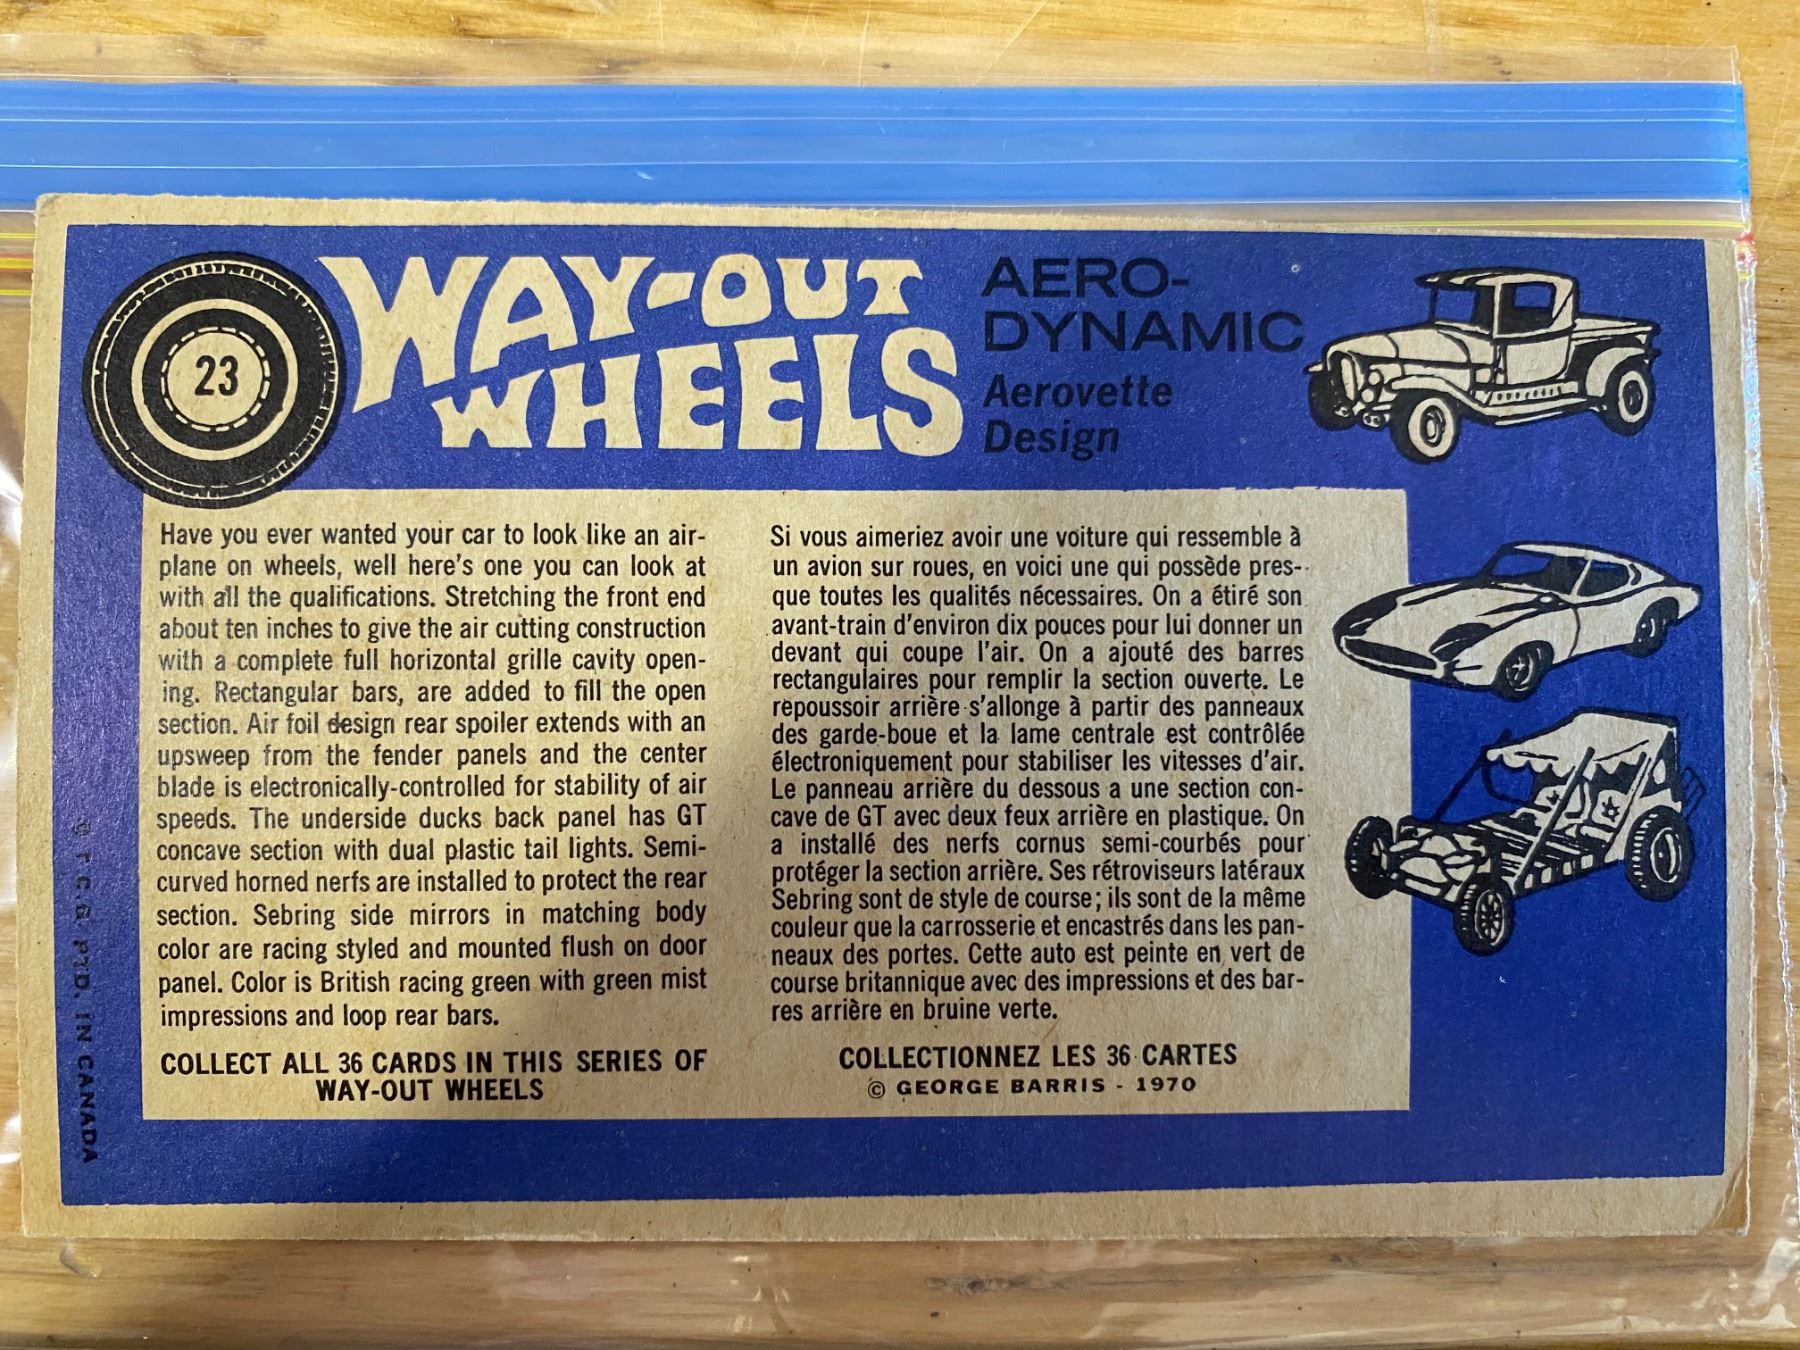 23
WAY-OUT
WHEELS
AERO-
DYNAMIC
Aerovette
Design
Have you ever wanted your car to look like an air-
plane on wheels, well here's one you can look at
with all the qualifications. Stretching the front end
about ten inches to give the air cutting construction
with a complete full horizontal grille cavity open-
ing. Rectangular bars, are added to fill the open
section. Air foil design rear spoiler extends with an
upsweep from the fender panels and the center
blade is electronically-controlled for stability of air
speeds. The underside ducks back panel has GT
concave section with dual plastic tail lights. Semi-
curved horned nerfs are installed to protect the rear
section. Sebring side mirrors in matching body
color are racing styled and mounted flush on door
panel. Color is British racing green with green mist
impressions and loop rear bars.
COLLECT ALL 36 CARDS IN THIS SERIES OF
WAY-OUT WHEELS
Si vous aimeriez avoir une voiture qui ressemble à
un avion sur roues, en voici une qui possède pres-
que toutes les qualités nécessaires. On a étiré son
avant-train d'environ dix pouces pour lui donner un
devant qui coupe l'air. On a ajouté des barres
rectangulaires pour remplir la section ouverte. Le
repoussoir arrière s'allonge à partir des panneaux
des garde-boue et la lame centrale est contrôlée
électroniquement pour stabiliser les vitesses d'air.
Le panneau arrière du dessous a une section con-
cave de GT avec deux feux arrière en plastique. On
a installé des nerfs cornus semi-courbés pour
protéger la section arrière. Ses rétroviseurs latéraux
Sebring sont de style de course; ils sont de la même
couleur que la carrosserie et encastrés dans les pan-
neaux des portes. Cette auto est peinte en vert de
course britannique avec des impressions et des bar-
res arrière en bruine verte.
COLLECTIONNEZ LES 36 CARTES
© GEORGE BARRIS - 1970
© T.C.G. PTD. IN CANADA